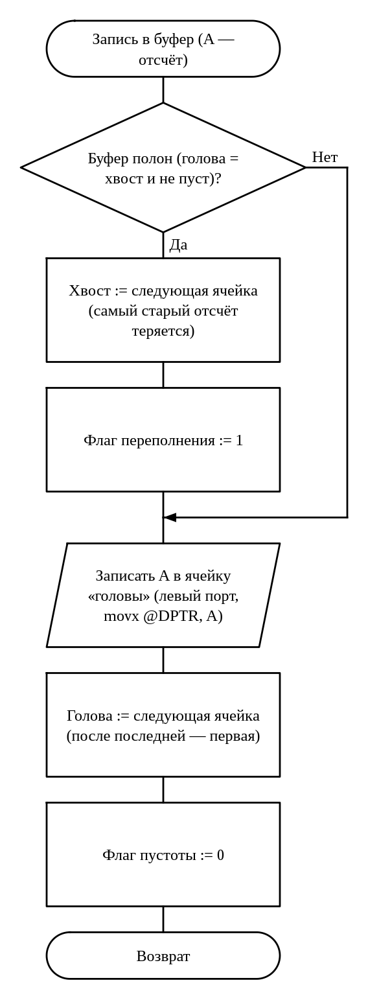 Запись в буфер (А —
отсчёт)
Буфер полон (голова =
хвост и не пуст)?
Нет
Да
Хвост := следующая ячейка
(самый старый отсчёт
теряется)
Флаг переполнения := 1
Записать А в ячейку
«головы» (левый порт,
movx @DPTR, A)
Голова := следующая ячейка
(после последней — первая)
Флаг пустоты := 0
Возврат